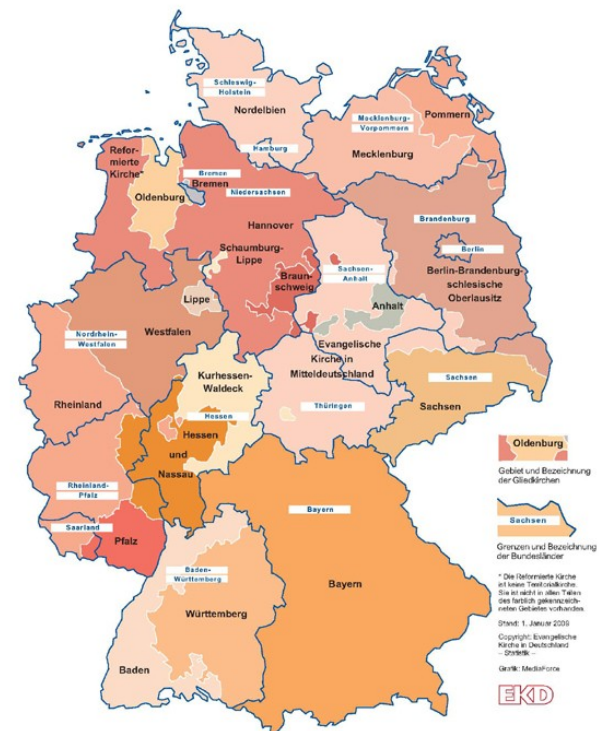 Schleswig-
Holstein
Nordelbien
Mecklenburg-
Vorpommern
Pommern
Hamburg
Mecklenburg
Refor-
mierte
Kirche*
Bremen
Bremen
Niedersachsen
Oldenburg
Brandenburg
Hannover
Berlin
Schaumburg-
Lippe
Braun-
schweig
Sachsen-
Anhalt
Berlin-Brandenburg-
schlesische
Oberlausitz
Lippe
Anhalt
Westfalen
Nordrhein-
Westfalen
Evangelische
Kirche in
Mitteldeutschland
Kurhessen-
Waldeck
Sachsen
Rheinland
Hessen
Thüringen
Sachsen
Hessen
und
Nassau
Rheinland-
Pfalz
Saarland
Pfalz
Bayern
Baden-
Württemberg
Württemberg
Bayern
Baden
Oldenburg
Gebiet und Bezeichnung
der Gliedkirchen
Sachsen
Grenzen und Bezeichnung
der Bundesländer
* Die Reformierte Kirche
ist keine Territorialkirche.
Sie ist nicht in allen Teilen
des farblich gekennzeich-
neten Gebietes vorhanden.
Stand: 1. Januar 2009
Copyright: Evangelische
Kirche in Deutschland
– Statistik –
Grafik: MediaForce
EKD